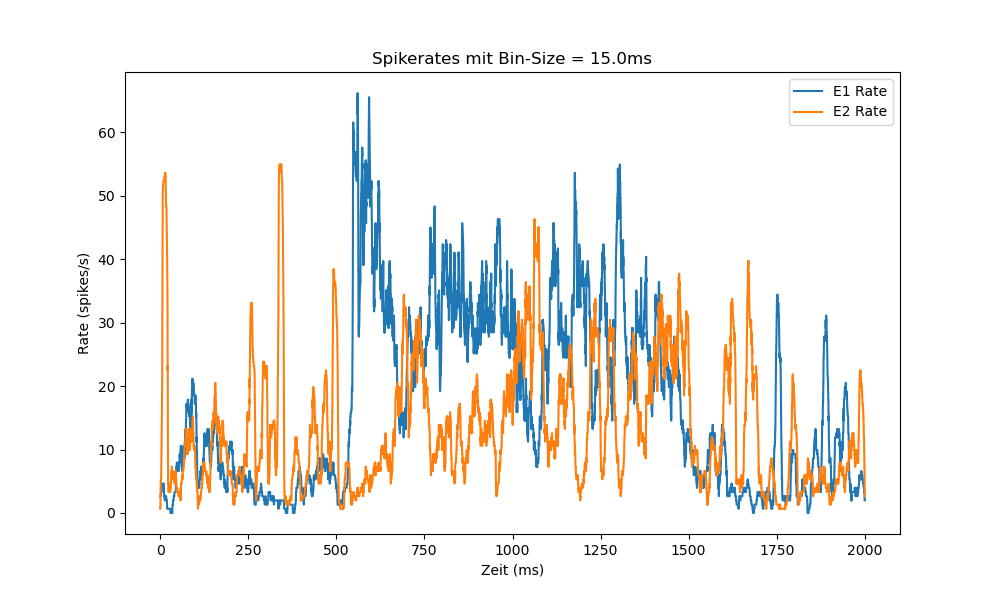 Spikerates mit Bin-Size = 15.0ms
E1 Rate
E2 Rate
Rate (spikes/s)
60
50
40
30
20
10
0
0 250 500 750 1000 1250 1500 1750 2000
Zeit (ms)